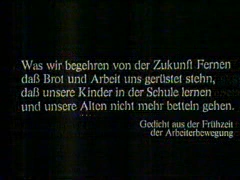 Was wir begehren von der Zukunft Fernen
daß Brot und Arbeit uns gerüstet stehn,
daß unsere Kinder in der Schule lernen
und unsere Alten nicht mehr betteln gehen.
Gedicht aus der Frühzeit
der Arbeiterbewegung